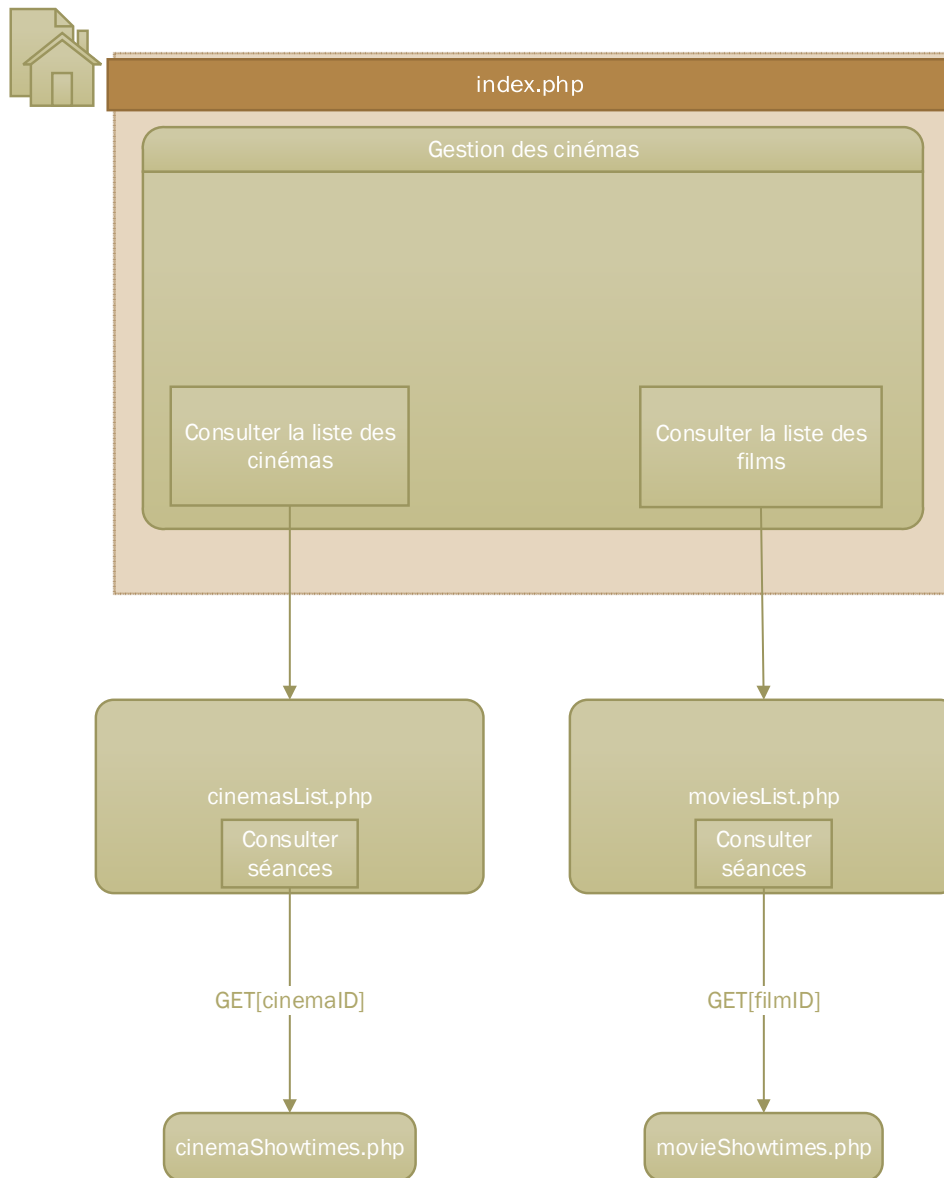 index.php
Gestion des cinémas
Consulter la liste des
cinémas
Consulter la liste des
films
cinemasList.php
Consulter
séances
moviesList.php
Consulter
séances
GET[cinemaID]
GET[filmID]
cinemaShowtimes.php
movieShowtimes.php